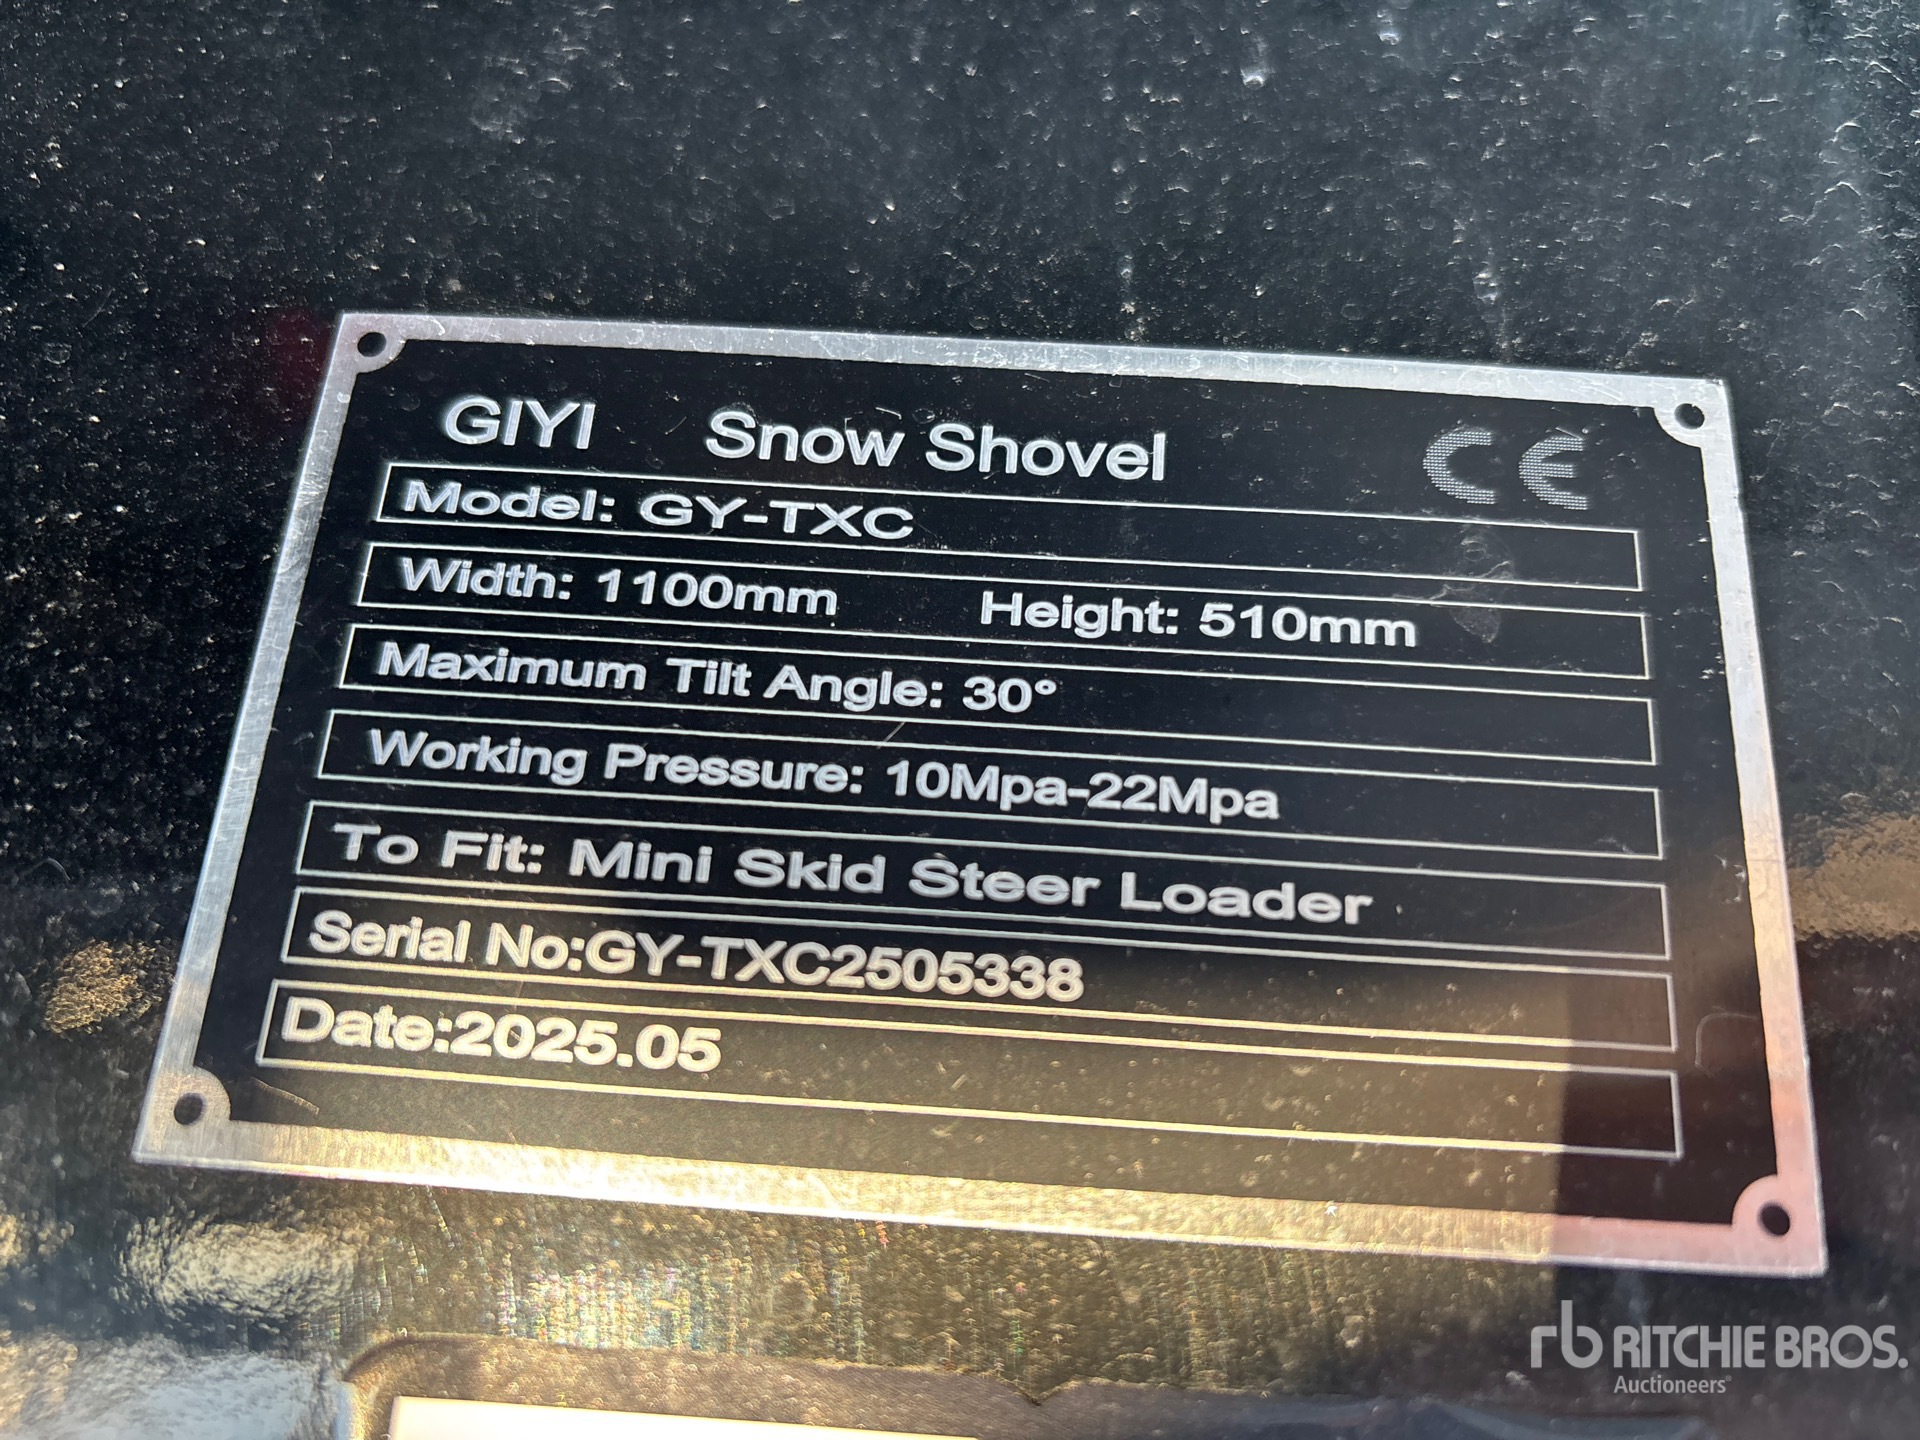 GIYI Snow Shovel CE
Model: GY-TXC
Width: 1100mm Height: 510mm
Maximum Tilt Angle: 30°
Working Pressure: 10Mpa-22Mpa
To Fit: Mini Skid Steer Loader
Serial No:GY-TXC2505338
Date:2025.05
rb RITCHIE BROS.
Auctioneers®